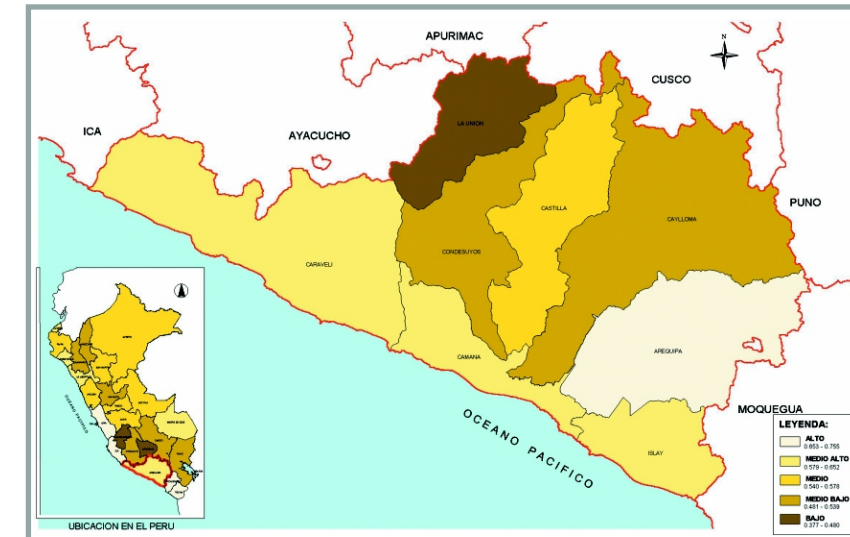 APURIMAC
N
CUSCO
ICA
AYACUCHO
LA UNION
PUNO
CASTILLA
CAYLLOMA
CONDESUYOS
CARAVELI
CAMANA
AREQUIPA
OCEANO PACIFICO
MOQUEGUA
ISLAY
OCEANO PACIFICO
UBICACION EN EL PERU
LEYENDA:
ALTO
0.653 - 0.755
MEDIO ALTO
0.579 - 0.652
MEDIO
0.540 - 0.578
MEDIO BAJO
0.481 - 0.539
BAJO
0.377 - 0.480